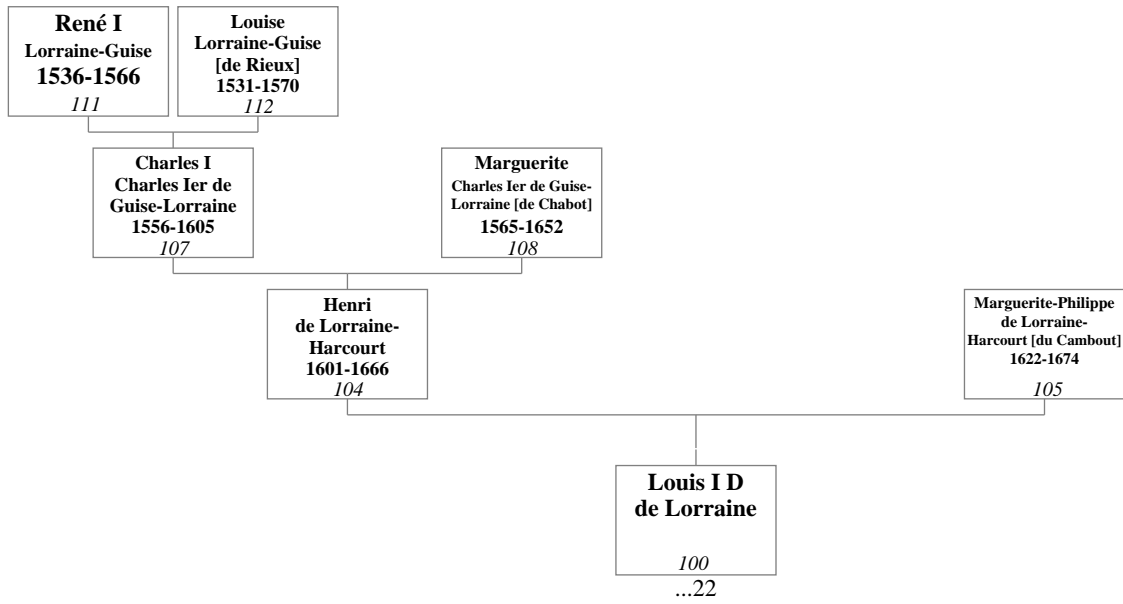 René I
Lorraine-Guise
1536-1566
111
Louise
Lorraine-Guise
[de Rieux]
1531-1570
112
Charles I
Charles Ier de
Guise-Lorraine
1556-1605
107
Marguerite
Charles Ier de Guise-
Lorraine [de Chabot]
1565-1652
108
Henri
de Lorraine-
Harcourt
1601-1666
104
Marguerite-Philippe
de Lorraine-
Harcourt [du Cambout]
1622-1674
105
Louis I D
de Lorraine
100
...22